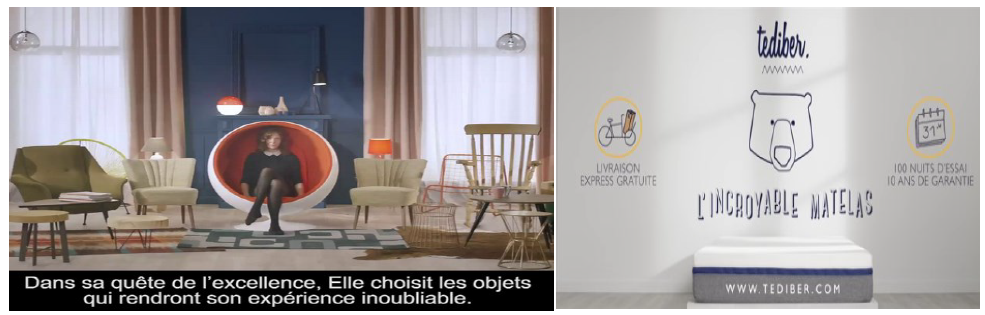 Dans sa quête de l'excellence, Elle choisit les objets
qui rendront son expérience inoubliable.
tediber.
LIVRAISON
EXPRESS GRATUITE
31
100 NUITS D'ESSAI
10 ANS DE GARANTIE
L'INCROYABLE MATELAS
WWW.TEDIBER.COM